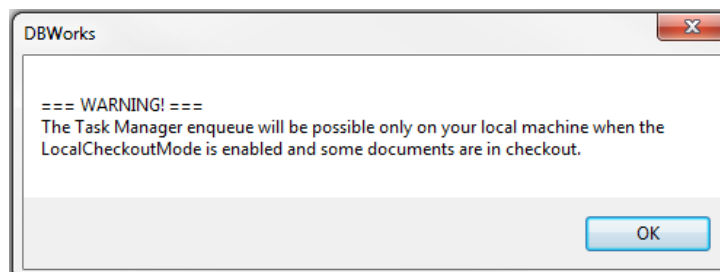 DBWorks
=== WARNING! ===
The Task Manager enqueue will be possible only on your local machine when the
LocalCheckoutMode is enabled and some documents are in checkout.
OK